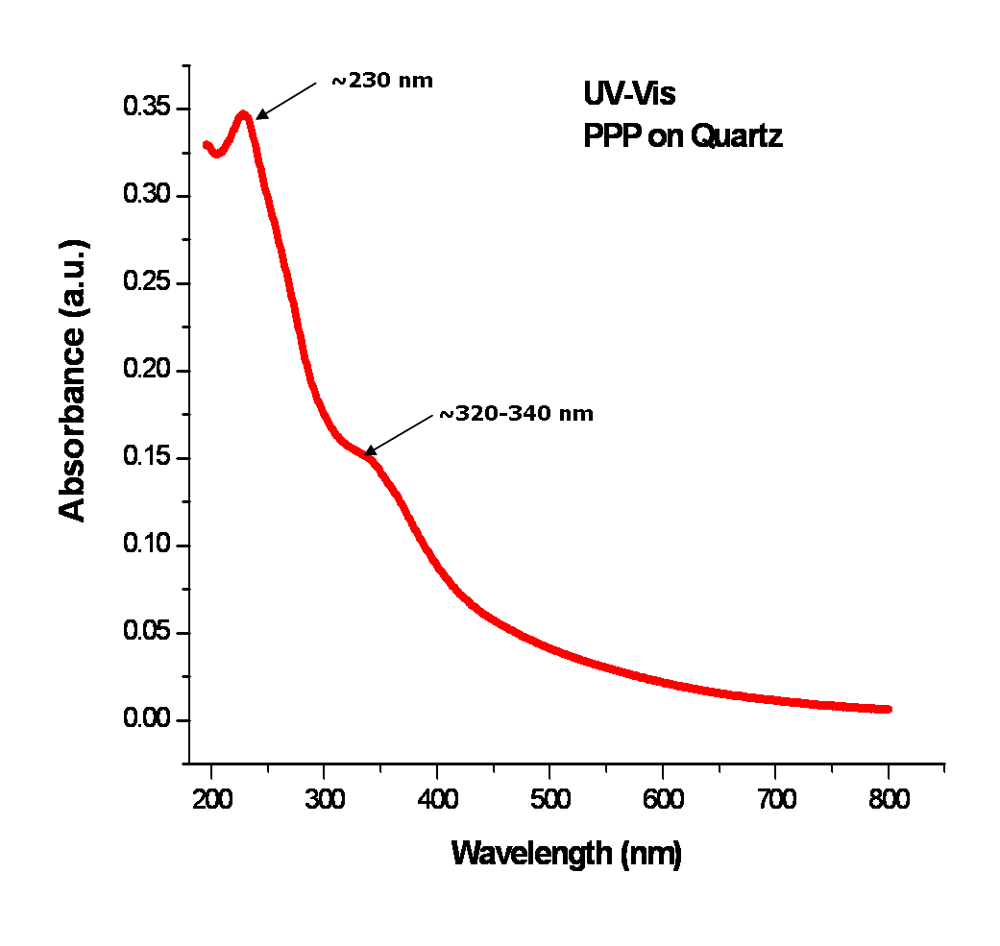 ~230 nm
UV-Vis
PPP on Quartz
0.35
0.30
0.25
0.20
0.15
0.10
0.05
0.00
Absorbance (a.u.)
~320-340 nm
200 300 400 500 600 700 800
Wavelength (nm)